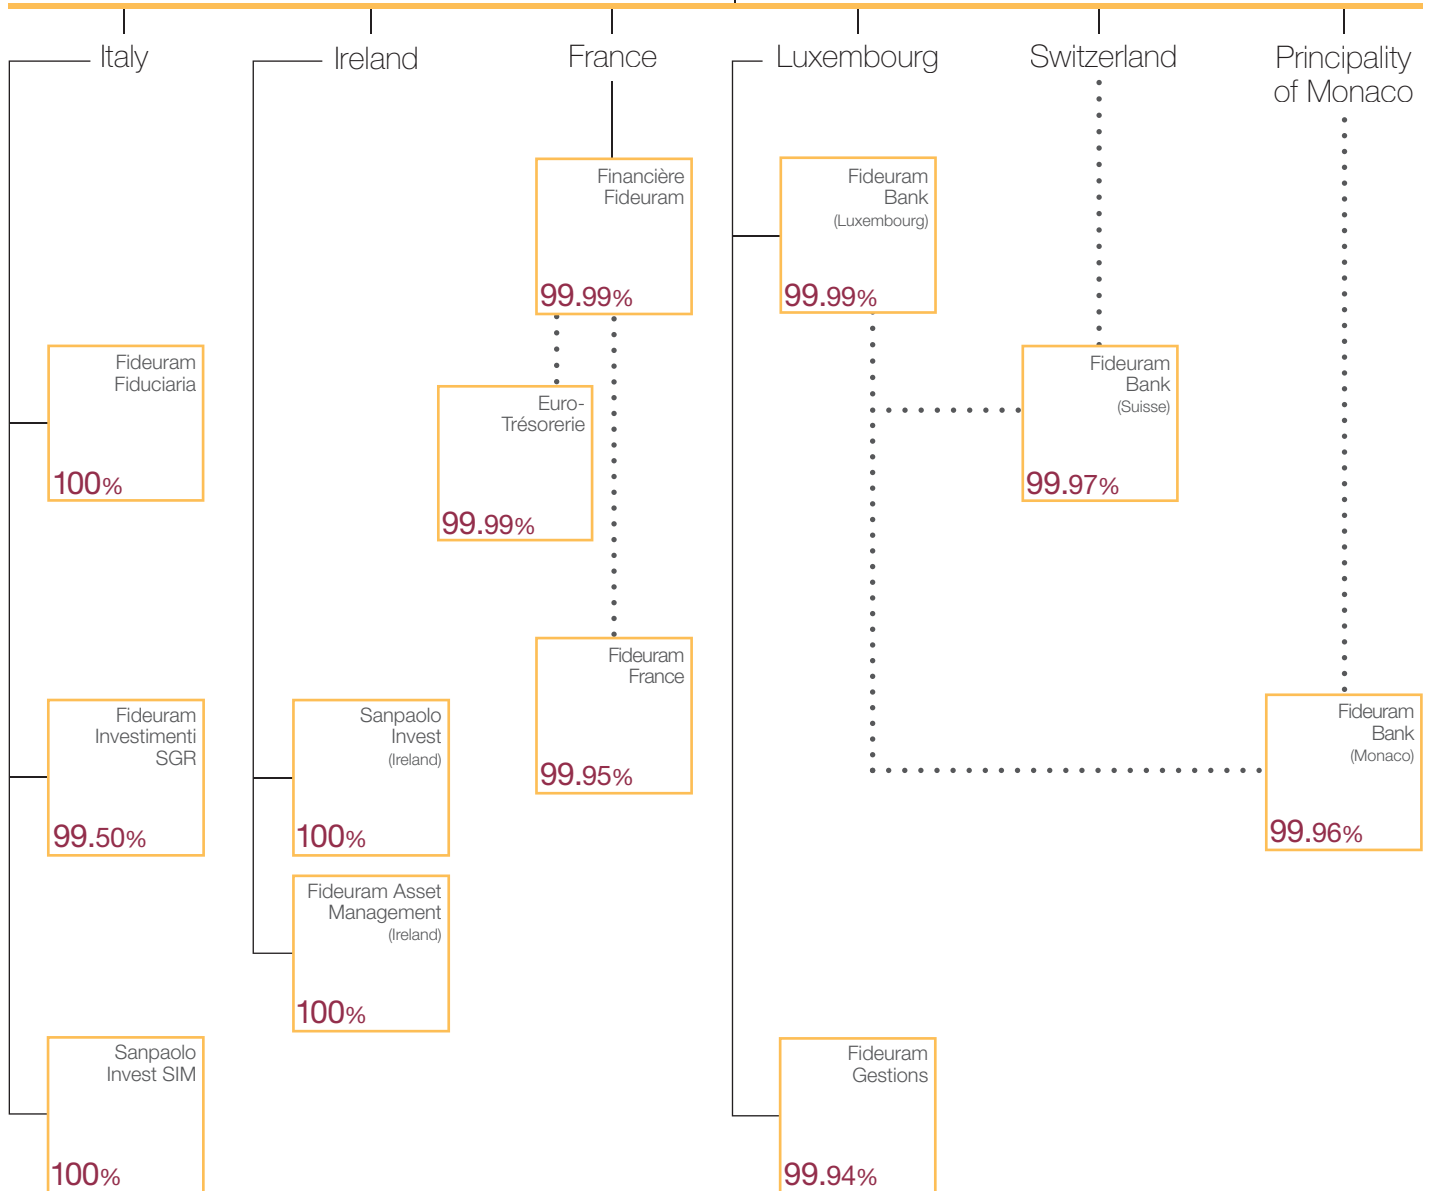 Italy
Ireland
France
Luxembourg
Switzerland
Principality
of Monaco
Financière
Fideuram
99.99%
Fideuram
Bank
(Luxembourg)
99.99%
Fideuram
Fiduciaria
100%
Euro-
Trésorerie
99.99%
Fideuram
Bank
(Suisse)
99.97%
Fideuram
France
99.95%
Fideuram
Investimenti
SGR
99.50%
Sanpaolo
Invest
(Ireland)
100%
Fideuram
Bank
(Monaco)
99.96%
Fideuram Asset
Management
(Ireland)
100%
Sanpaolo
Invest SIM
100%
Fideuram
Gestions
99.94%